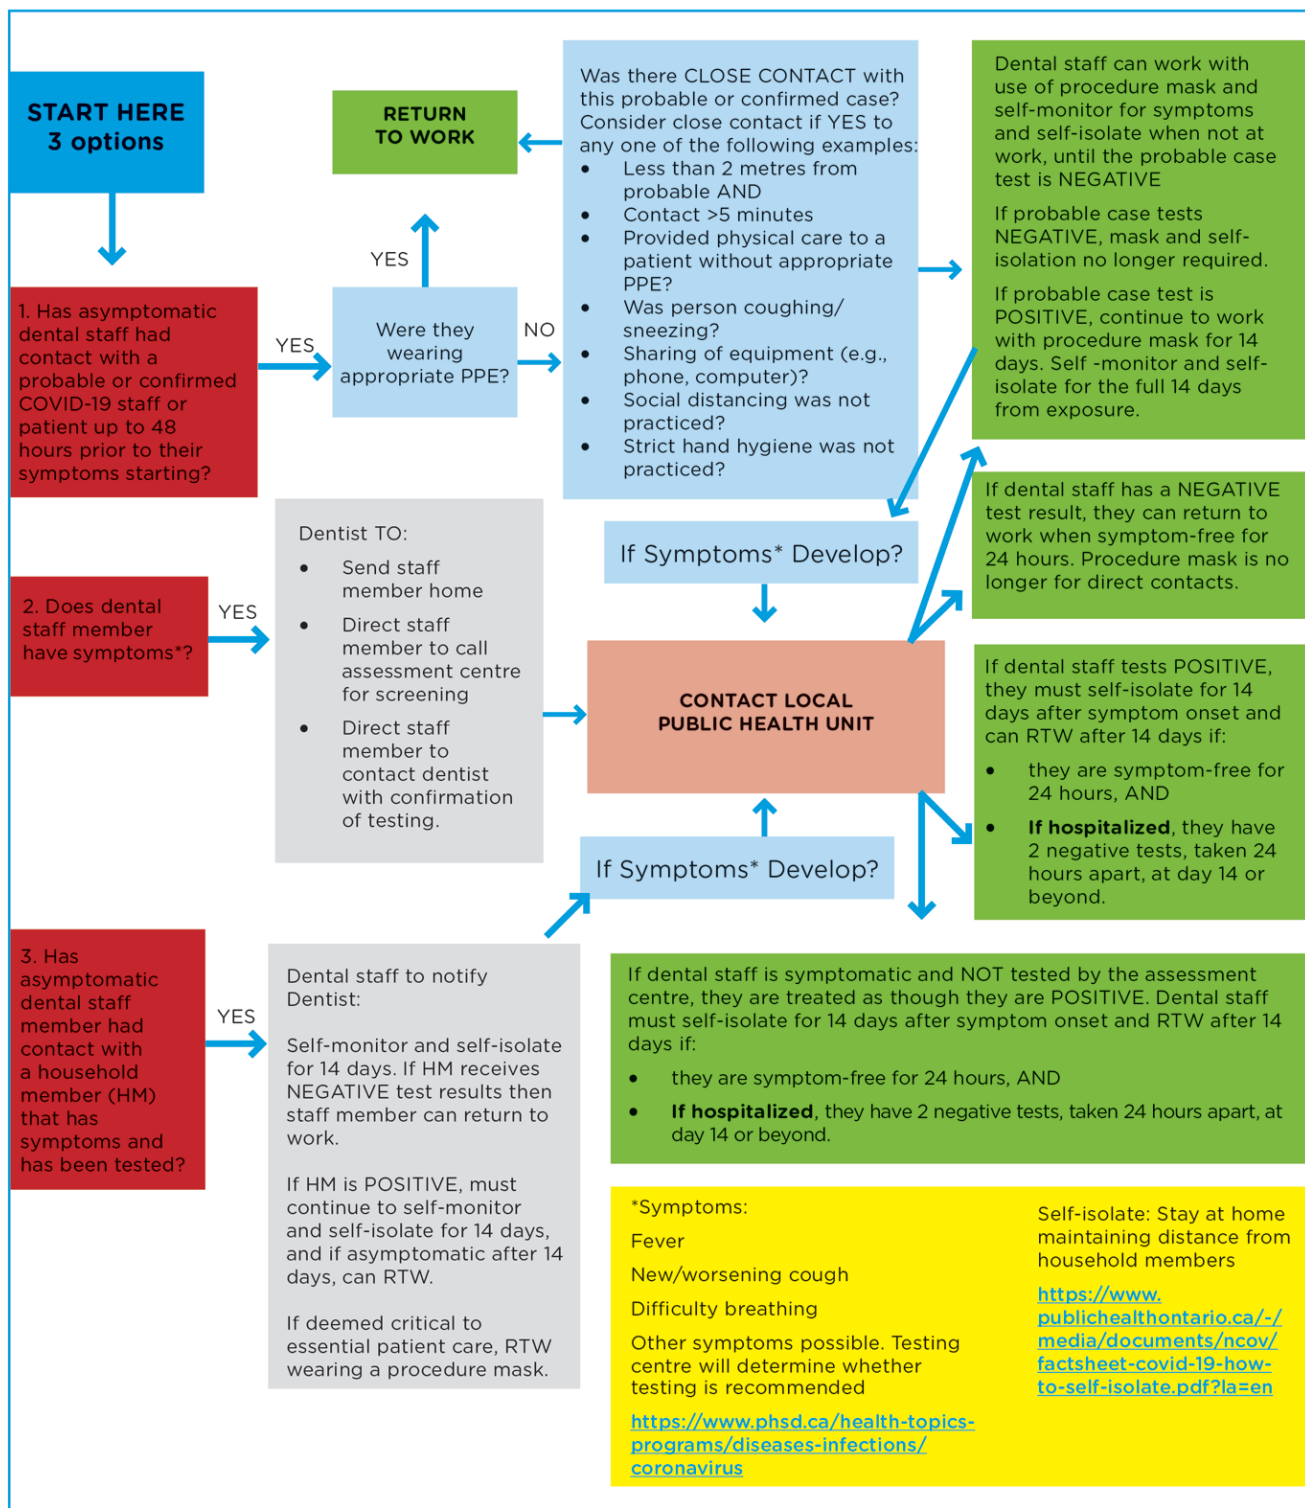 START HERE
3 options
RETURN
TO WORK
Was there CLOSE CONTACT with
this probable or confirmed case?
Consider close contact if YES to
any one of the following examples:
• Less than 2 metres from
probable AND
• Contact >5 minutes
• Provided physical care to a
patient without appropriate
PPE?
• Was person coughing/
sneezing?
• Sharing of equipment (e.g.,
phone, computer)?
• Social distancing was not
practiced?
• Strict hand hygiene was not
practiced?
Dental staff can work with
use of procedure mask and
self-monitor for symptoms
and self-isolate when not at
work, until the probable case
test is NEGATIVE
If probable case tests
NEGATIVE, mask and self-
isolation no longer required.
If probable case test is
POSITIVE, continue to work
with procedure mask for 14
days. Self -monitor and self-
isolate for the full 14 days
from exposure.
1. Has asymptomatic
dental staff had
contact with a
probable or confirmed
COVID-19 staff or
patient up to 48
hours prior to their
symptoms starting?
YES
Were they
wearing
appropriate PPE?
YES
NO
If dental staff has a NEGATIVE
test result, they can return to
work when symptom-free for
24 hours. Procedure mask is no
longer for direct contacts.
If Symptoms* Develop?
2. Does dental
staff member
have symptoms*?
YES
Dentist TO:
• Send staff
member home
• Direct staff
member to call
assessment centre
for screening
• Direct staff
member to
contact dentist
with confirmation
of testing.
CONTACT LOCAL
PUBLIC HEALTH UNIT
If dental staff tests POSITIVE,
they must self-isolate for 14
days after symptom onset and
can RTW after 14 days if:
• they are symptom-free for
24 hours, AND
• If hospitalized, they have
2 negative tests, taken 24
hours apart, at day 14 or
beyond.
If Symptoms* Develop?
3. Has
asymptomatic
dental staff
member had
contact with
a household
member (HM)
that has
symptoms and
has been tested?
YES
Dental staff to notify
Dentist:
Self-monitor and self-isolate
for 14 days. If HM receives
NEGATIVE test results then
staff member can return to
work.
If HM is POSITIVE, must
continue to self-monitor
and self-isolate for 14 days,
and if asymptomatic after 14
days, can RTW.
If deemed critical to
essential patient care, RTW
wearing a procedure mask.
If dental staff is symptomatic and NOT tested by the assessment
centre, they are treated as though they are POSITIVE. Dental staff
must self-isolate for 14 days after symptom onset and RTW after 14
days if:
• they are symptom-free for 24 hours, AND
• If hospitalized, they have 2 negative tests, taken 24 hours apart, at
day 14 or beyond.
*Symptoms:
Fever
New/worsening cough
Difficulty breathing
Other symptoms possible. Testing
centre will determine whether
testing is recommended
https://www.phsd.ca/health-topics-
programs/diseases-infections/
coronavirus
Self-isolate: Stay at home
maintaining distance from
household members
https://www.
publichealthontario.ca/-/
media/documents/ncov/
factsheet-covid-19-how-
to-self-isolate.pdf?la=en